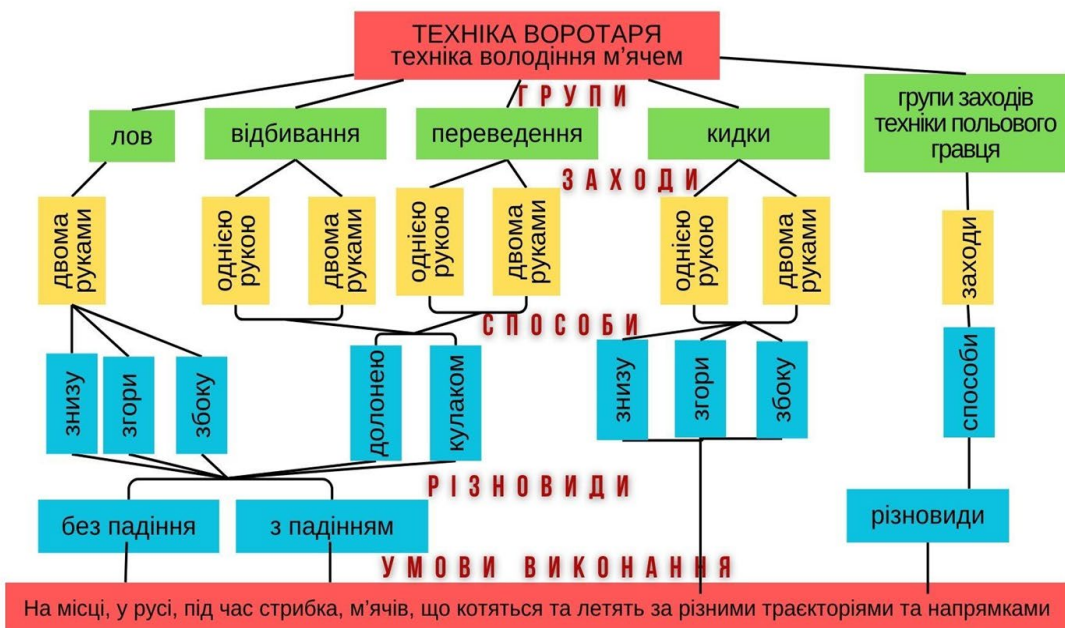 ТЕХНІКА ВОРОТАРЯ
техніка володіння м’ячем
ГРУПИ
лов
відбивання
переведення
кидки
групи заходів
техніки польового
гравця
ЗАХОДИ
двома
руками
однією
рукою
двома
руками
однією
рукою
двома
руками
однією
рукою
двома
руками
заходи
СПОСОБИ
знизу
згори
збоку
долонею
кулаком
знизу
згори
збоку
способи
РІЗНОВИДИ
без падіння
з падінням
різновиди
УМОВИ ВИКОНАННЯ
На місці, у русі, під час стрибка, м’ячів, що котяться та летять за різними траєкторіями та напрямками